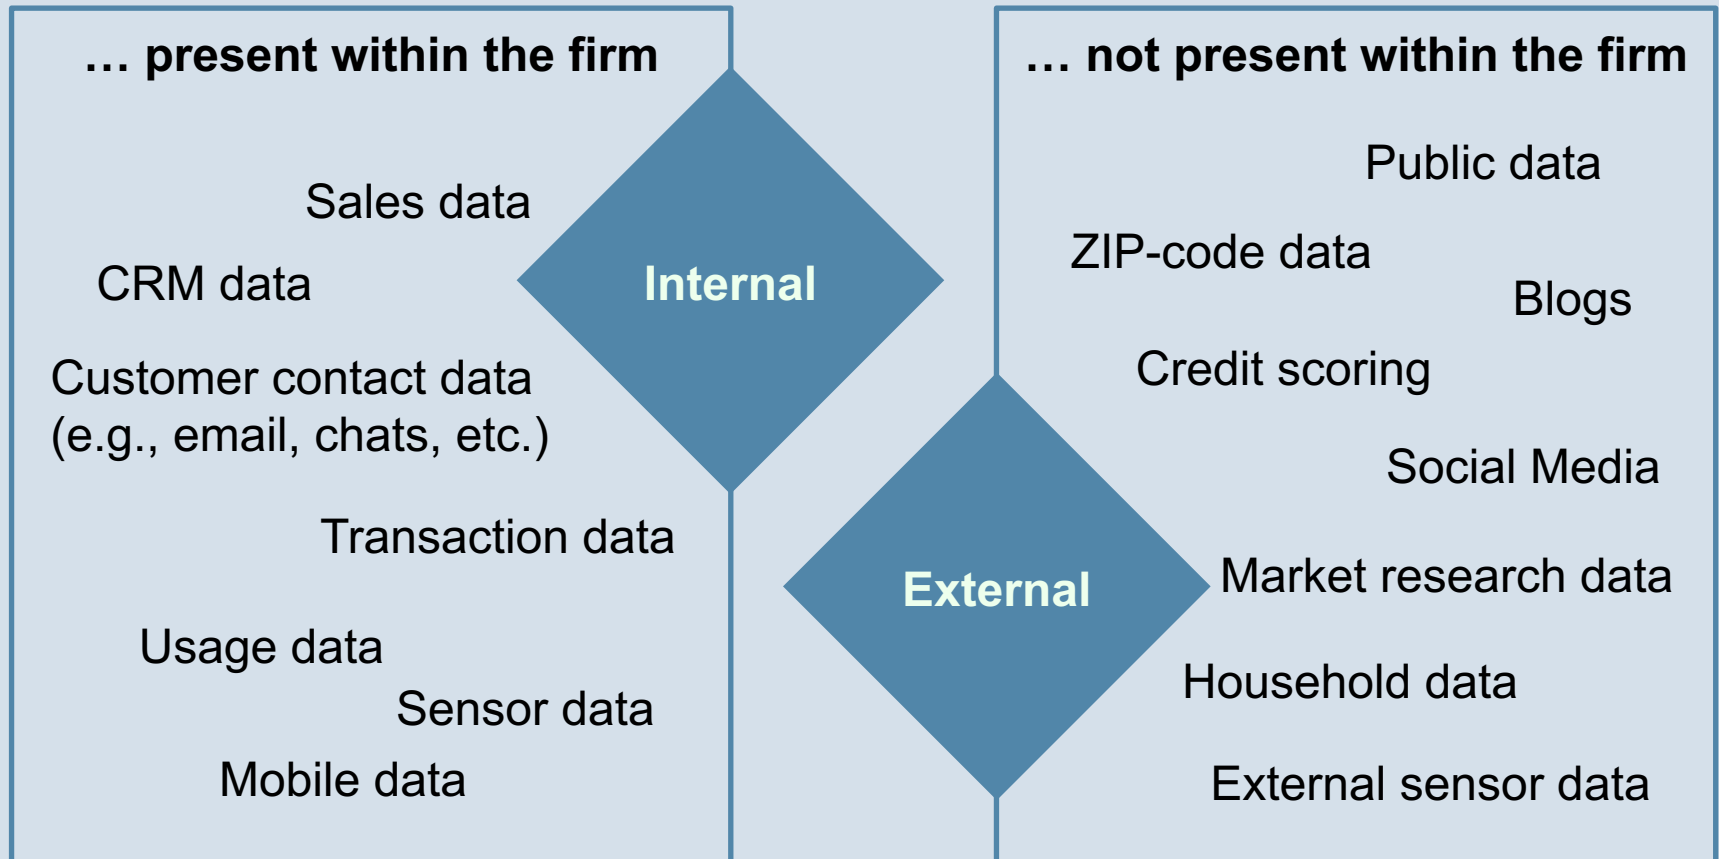 … present within the firm
Sales data
CRM data
Customer contact data
(e.g., email, chats, etc.)
Transaction data
Usage data
Sensor data
Mobile data
Internal
External
… not present within the firm
Public data
ZIP-code data
Blogs
Credit scoring
Social Media
Market research data
Household data
External sensor data